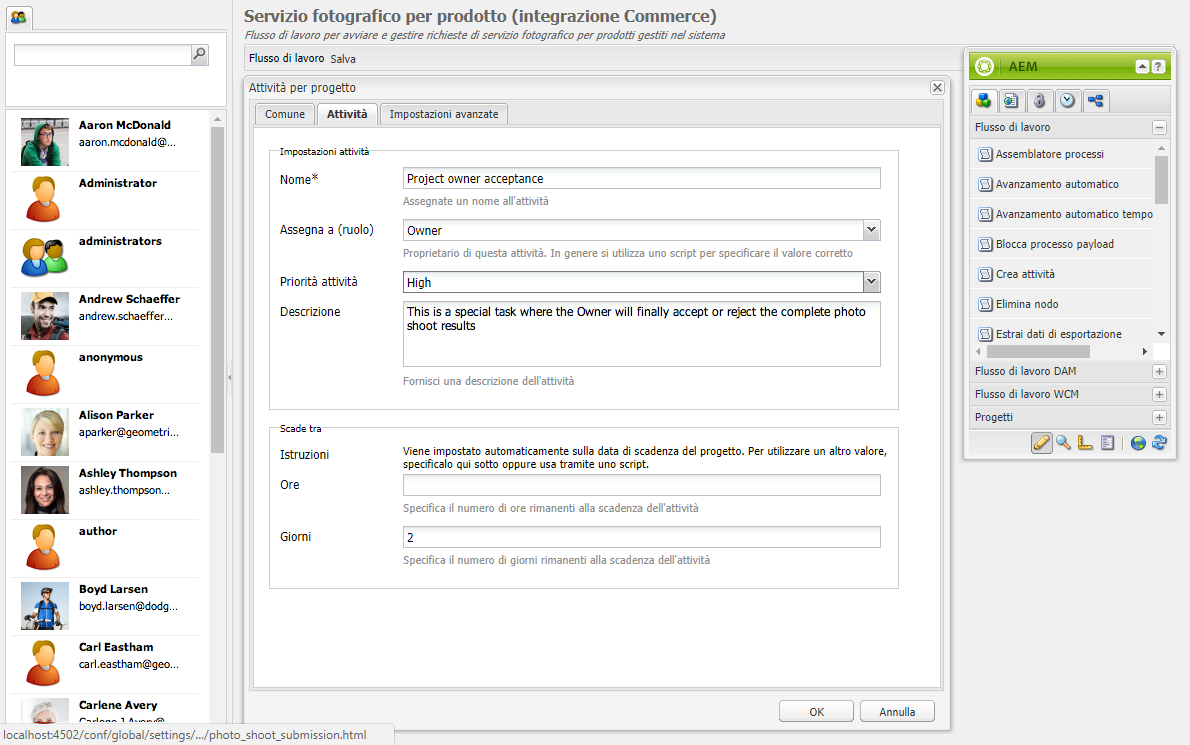 Servizio fotografico per prodotto (integrazione Commerce)
Flusso di lavoro per avviare e gestire richieste di servizio fotografico per prodotti gestiti nel sistema
Flusso di lavoro Salva
Aaron McDonald
aaron.mcdonald@...
Administrator
administrators
Andrew Schaeffer
andrew.schaeffer...
anonymous
Alison Parker
aparker@geometri...
Ashley Thompson
ashley.thompson...
author
Boyd Larsen
boyd.larsen@dodg...
Carl Eastham
carl.eastham@geo...
Carlene Avery
Carlene.J.Avery@...
localhost:4502/conf/global/settings/.../photo_shoot_submission.html
Attività per progetto
Comune
Attività
Impostazioni avanzate
Impostazioni attività
Nome*
Project owner acceptance
Assegnate un nome all'attività
Assegna a (ruolo)
Owner
Proprietario di questa attività. In genere si utilizza uno script per specificare il valore corretto
Priorità attività
High
Descrizione
This is a special task where the Owner will finally accept or reject the complete photo
shoot results
Fornisci una descrizione dell'attività
Scade tra
Istruzioni
Viene impostato automaticamente sulla data di scadenza del progetto. Per utilizzare un altro valore,
specificalo qui sotto oppure usa tramite uno script.
Ore
Specifica il numero di ore rimanenti alla scadenza dell'attività
Giorni
2
Specifica il numero di giorni rimanenti alla scadenza dell'attività
OK
Annulla
AEM
?
Flusso di lavoro
Assemblatore processi
Avanzamento automatico
Avanzamento automatico tempo
Blocca processo payload
Crea attività
Elimina nodo
Estrai dati di esportazione
Flusso di lavoro DAM
Flusso di lavoro WCM
Progetti